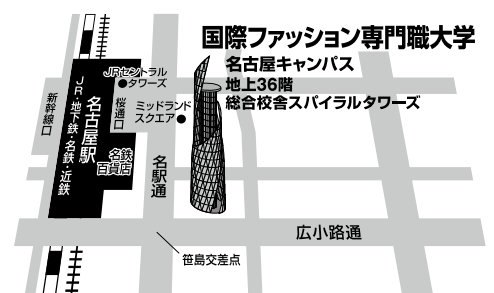 国際ファッション専門職大学
名古屋キャンパス
地上36階
総合校舎スパイラルタワーズ
JRセントラル
タワーズ
ミッドランド
スクエア
桜通口
新幹線口
名古屋駅
JR・地下鉄・名鉄・近鉄
名鉄
百貨店
名駅通
広小路通
笹島交差点